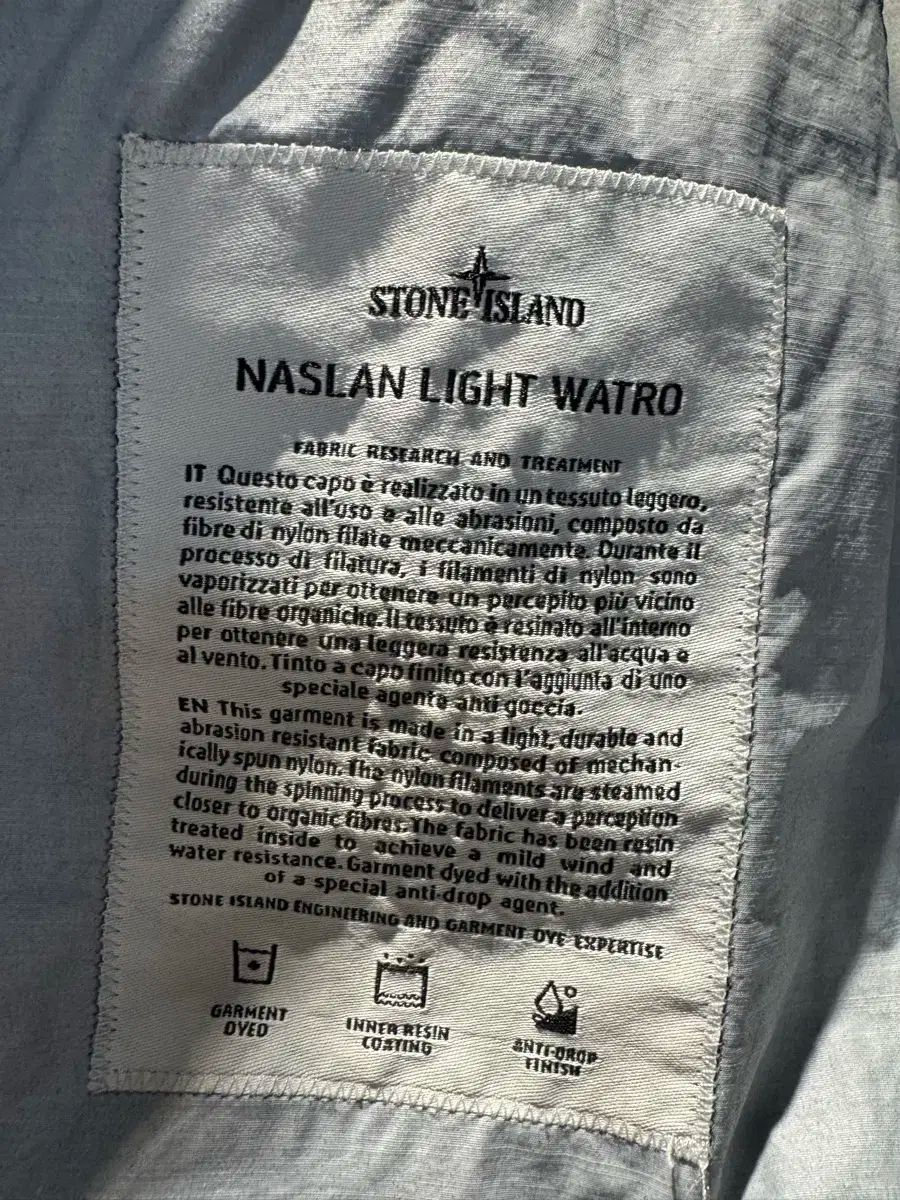 STONE ISLAND
NASLAN LIGHT WATRO
FABRIC RESEARCH AND TREATMENT
IT Questo capo è realizzato in un tessuto leggero,
resistente all'uso e alle abrasioni, composto da
fibre di nylon filate meccanicamente. Durante il
processo di filatura, i filamenti di nylon sono
vaporizzati per ottenere un percepito più vicino
alle fibre organiche. Il tessuto è resinato all'interno
per ottenere una leggera resistenza all'acqua e
al vento. Tinto a capo finito con l'aggiunta di uno
speciale agente anti goccia.
EN This garment is made in a light, durable and
abrasion resistant fabric composed of mechan-
ically spun nylon. The nylon filaments are steamed
during the spinning process to deliver a perception
closer to organic fibres. The fabric has been resin
treated inside to achieve a mild wind and
water resistance. Garment dyed with the addition
of a special anti-drop agent.
STONE ISLAND ENGINEERING AND GARMENT DYE EXPERTISE
GARMENT
DYED
INNER RESIN
COATING
ANTI-DROP
FINISH